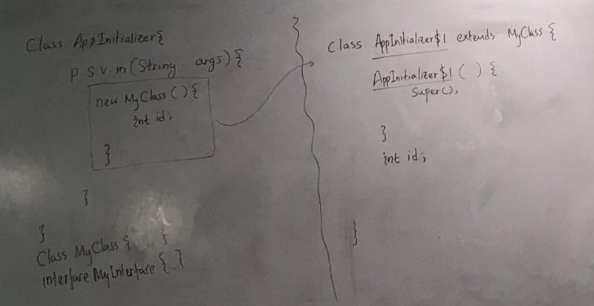 Class AppInitializer{
p s v m (String args) {
new MyClass () {
int id;
}
}
}
Class MyClass { }
interface MyInterface { }
}
Class AppInitializer$1 extends MyClass {
AppInitializer$1 ( ) {
Super();
}
int id;
}